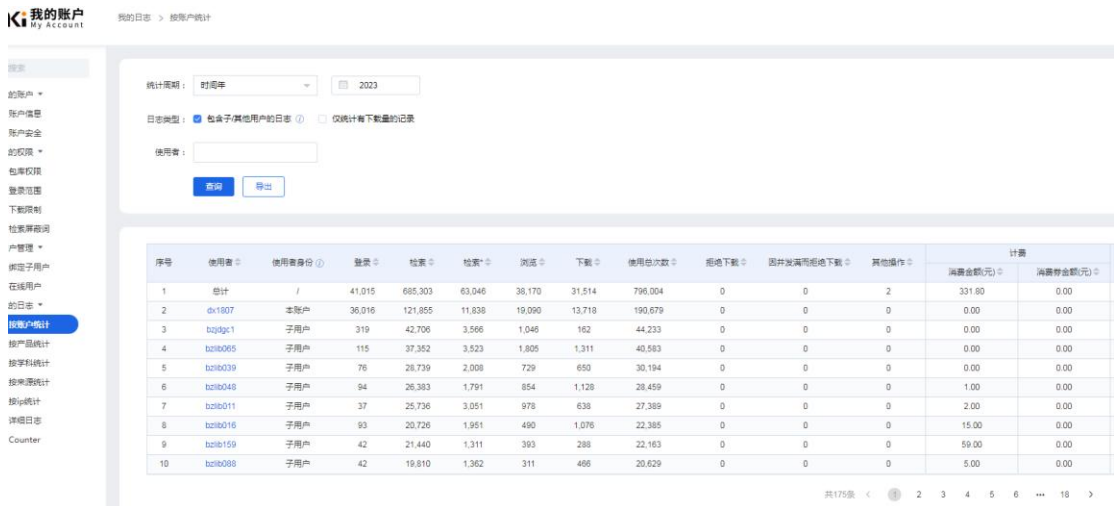 Ki 我的账户
My Account
我的日志 > 按账户统计
搜索
的账户
账户信息
账户安全
的权限
包库权限
登录范围
下载限制
检索屏蔽词
户管理
绑定子用户
在线用户
的日志
按账户统计
按产品统计
按学科统计
按来源统计
按ip统计
详细日志
Counter
统计周期： 时间年 2023
日志类型： 包含子/其他用户的日志 仅统计有下载量的记录
使用者：
查询 导出
计费
序号 使用者 使用者身份 登录 检索 检索* 浏览 下载 使用总次数 拒绝下载 因并发满而拒绝下载 其他操作 消费金额(元) 消费券金额(元)
1 总计 / 41,015 685,303 63,046 38,170 31,514 796,004 0 0 2 331.80 0.00
2 dx1807 本账户 36,016 121,855 11,838 19,090 13,718 190,679 0 0 0 0.00 0.00
3 bzjdgc1 子用户 319 42,706 3,566 1,046 162 44,233 0 0 0 0.00 0.00
4 bzlib065 子用户 115 37,352 3,523 1,805 1,311 40,583 0 0 0 0.00 0.00
5 bzlib039 子用户 76 28,739 2,008 729 650 30,194 0 0 0 0.00 0.00
6 bzlib048 子用户 94 26,383 1,791 854 1,128 28,459 0 0 0 1.00 0.00
7 bzlib011 子用户 37 25,736 3,051 978 638 27,389 0 0 0 2.00 0.00
8 bzlib016 子用户 93 20,726 1,951 490 1,076 22,385 0 0 0 15.00 0.00
9 bzlib159 子用户 42 21,440 1,311 393 288 22,163 0 0 0 59.00 0.00
10 bzlib088 子用户 42 19,810 1,362 311 466 20,629 0 0 0 5.00 0.00
共175条 < 1 2 3 4 5 6 ••• 18 >